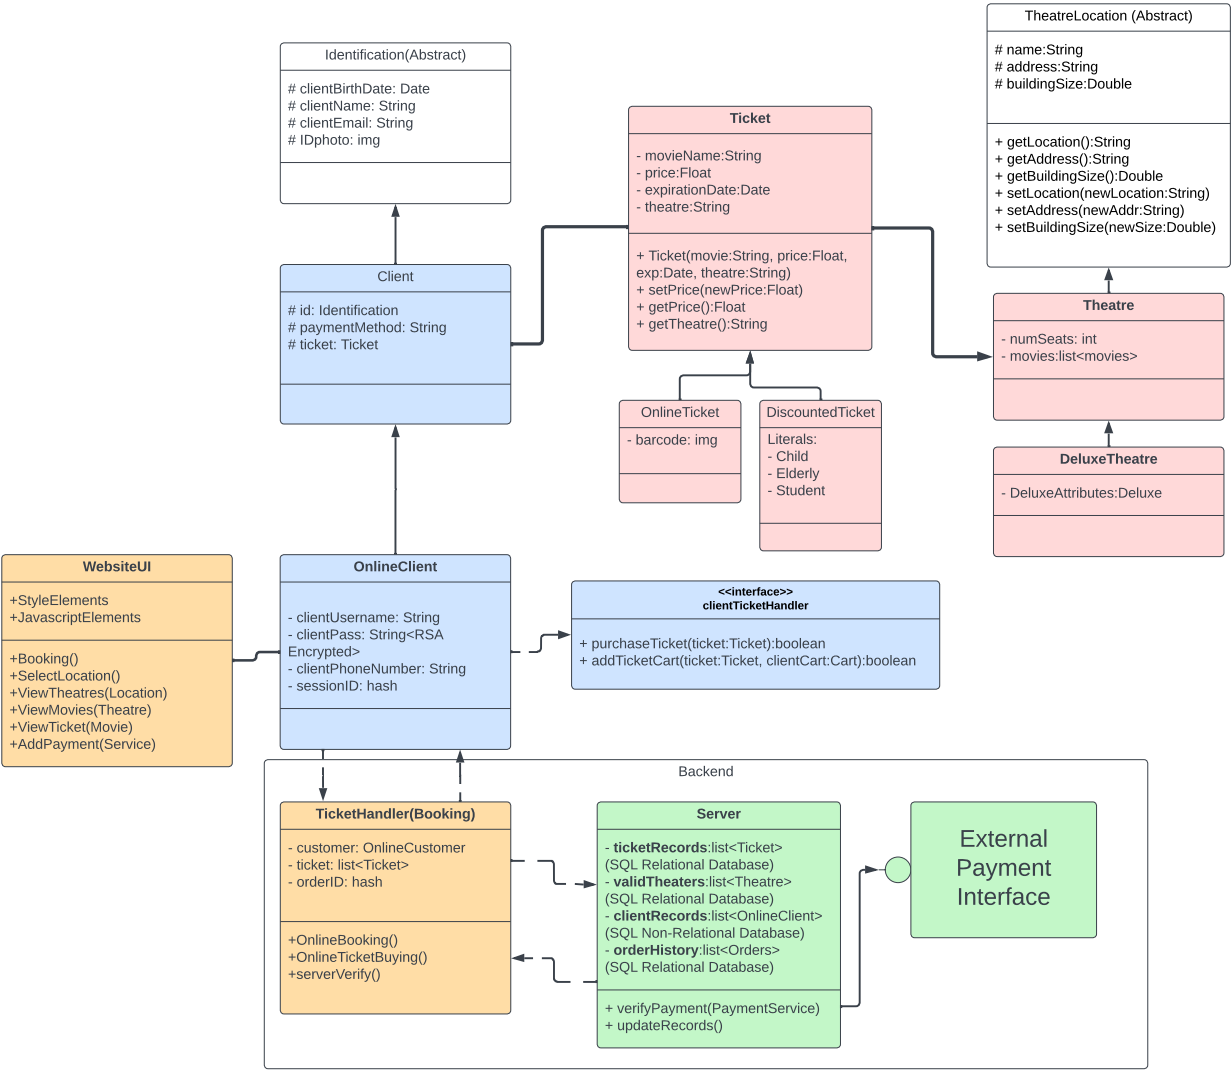 Identification(Abstract)
# clientBirthDate: Date
# clientName: String
# clientEmail: String
# IDphoto: img
TheatreLocation (Abstract)
# name:String
# address:String
# buildingSize:Double
+ getLocation():String
+ getAddress():String
+ getBuildingSize():Double
+ setLocation(newLocation:String)
+ setAddress(newAddr:String)
+ setBuildingSize(newSize:Double)
Ticket
- movieName:String
- price:Float
- expirationDate:Date
- theatre:String
+ Ticket(movie:String, price:Float,
exp:Date, theatre:String)
+ setPrice(newPrice:Float)
+ getPrice():Float
+ getTheatre():String
Client
# id: Identification
# paymentMethod: String
# ticket: Ticket
Theatre
- numSeats: int
- movies:list<movies>
OnlineTicket
- barcode: img
DiscountedTicket
Literals:
- Child
- Elderly
- Student
DeluxeTheatre
- DeluxeAttributes:Deluxe
WebsiteUI
+StyleElements
+JavascriptElements
+Booking()
+SelectLocation()
+ViewTheatres(Location)
+ViewMovies(Theatre)
+ViewTicket(Movie)
+AddPayment(Service)
OnlineClient
- clientUsername: String
- clientPass: String<RSA
Encrypted>
- clientPhoneNumber: String
- sessionID: hash
<<interface>>
clientTicketHandler
+ purchaseTicket(ticket:Ticket):boolean
+ addTicketCart(ticket:Ticket, clientCart:Cart):boolean
Backend
TicketHandler(Booking)
- customer: OnlineCustomer
- ticket: list<Ticket>
- orderID: hash
+OnlineBooking()
+OnlineTicketBuying()
+serverVerify()
Server
- ticketRecords:list<Ticket>
(SQL Relational Database)
- validTheaters:list<Theatre>
(SQL Relational Database)
- clientRecords:list<OnlineClient>
(SQL Non-Relational Database)
- orderHistory:list<Orders>
(SQL Relational Database)
+ verifyPayment(PaymentService)
+ updateRecords()
External
Payment
Interface